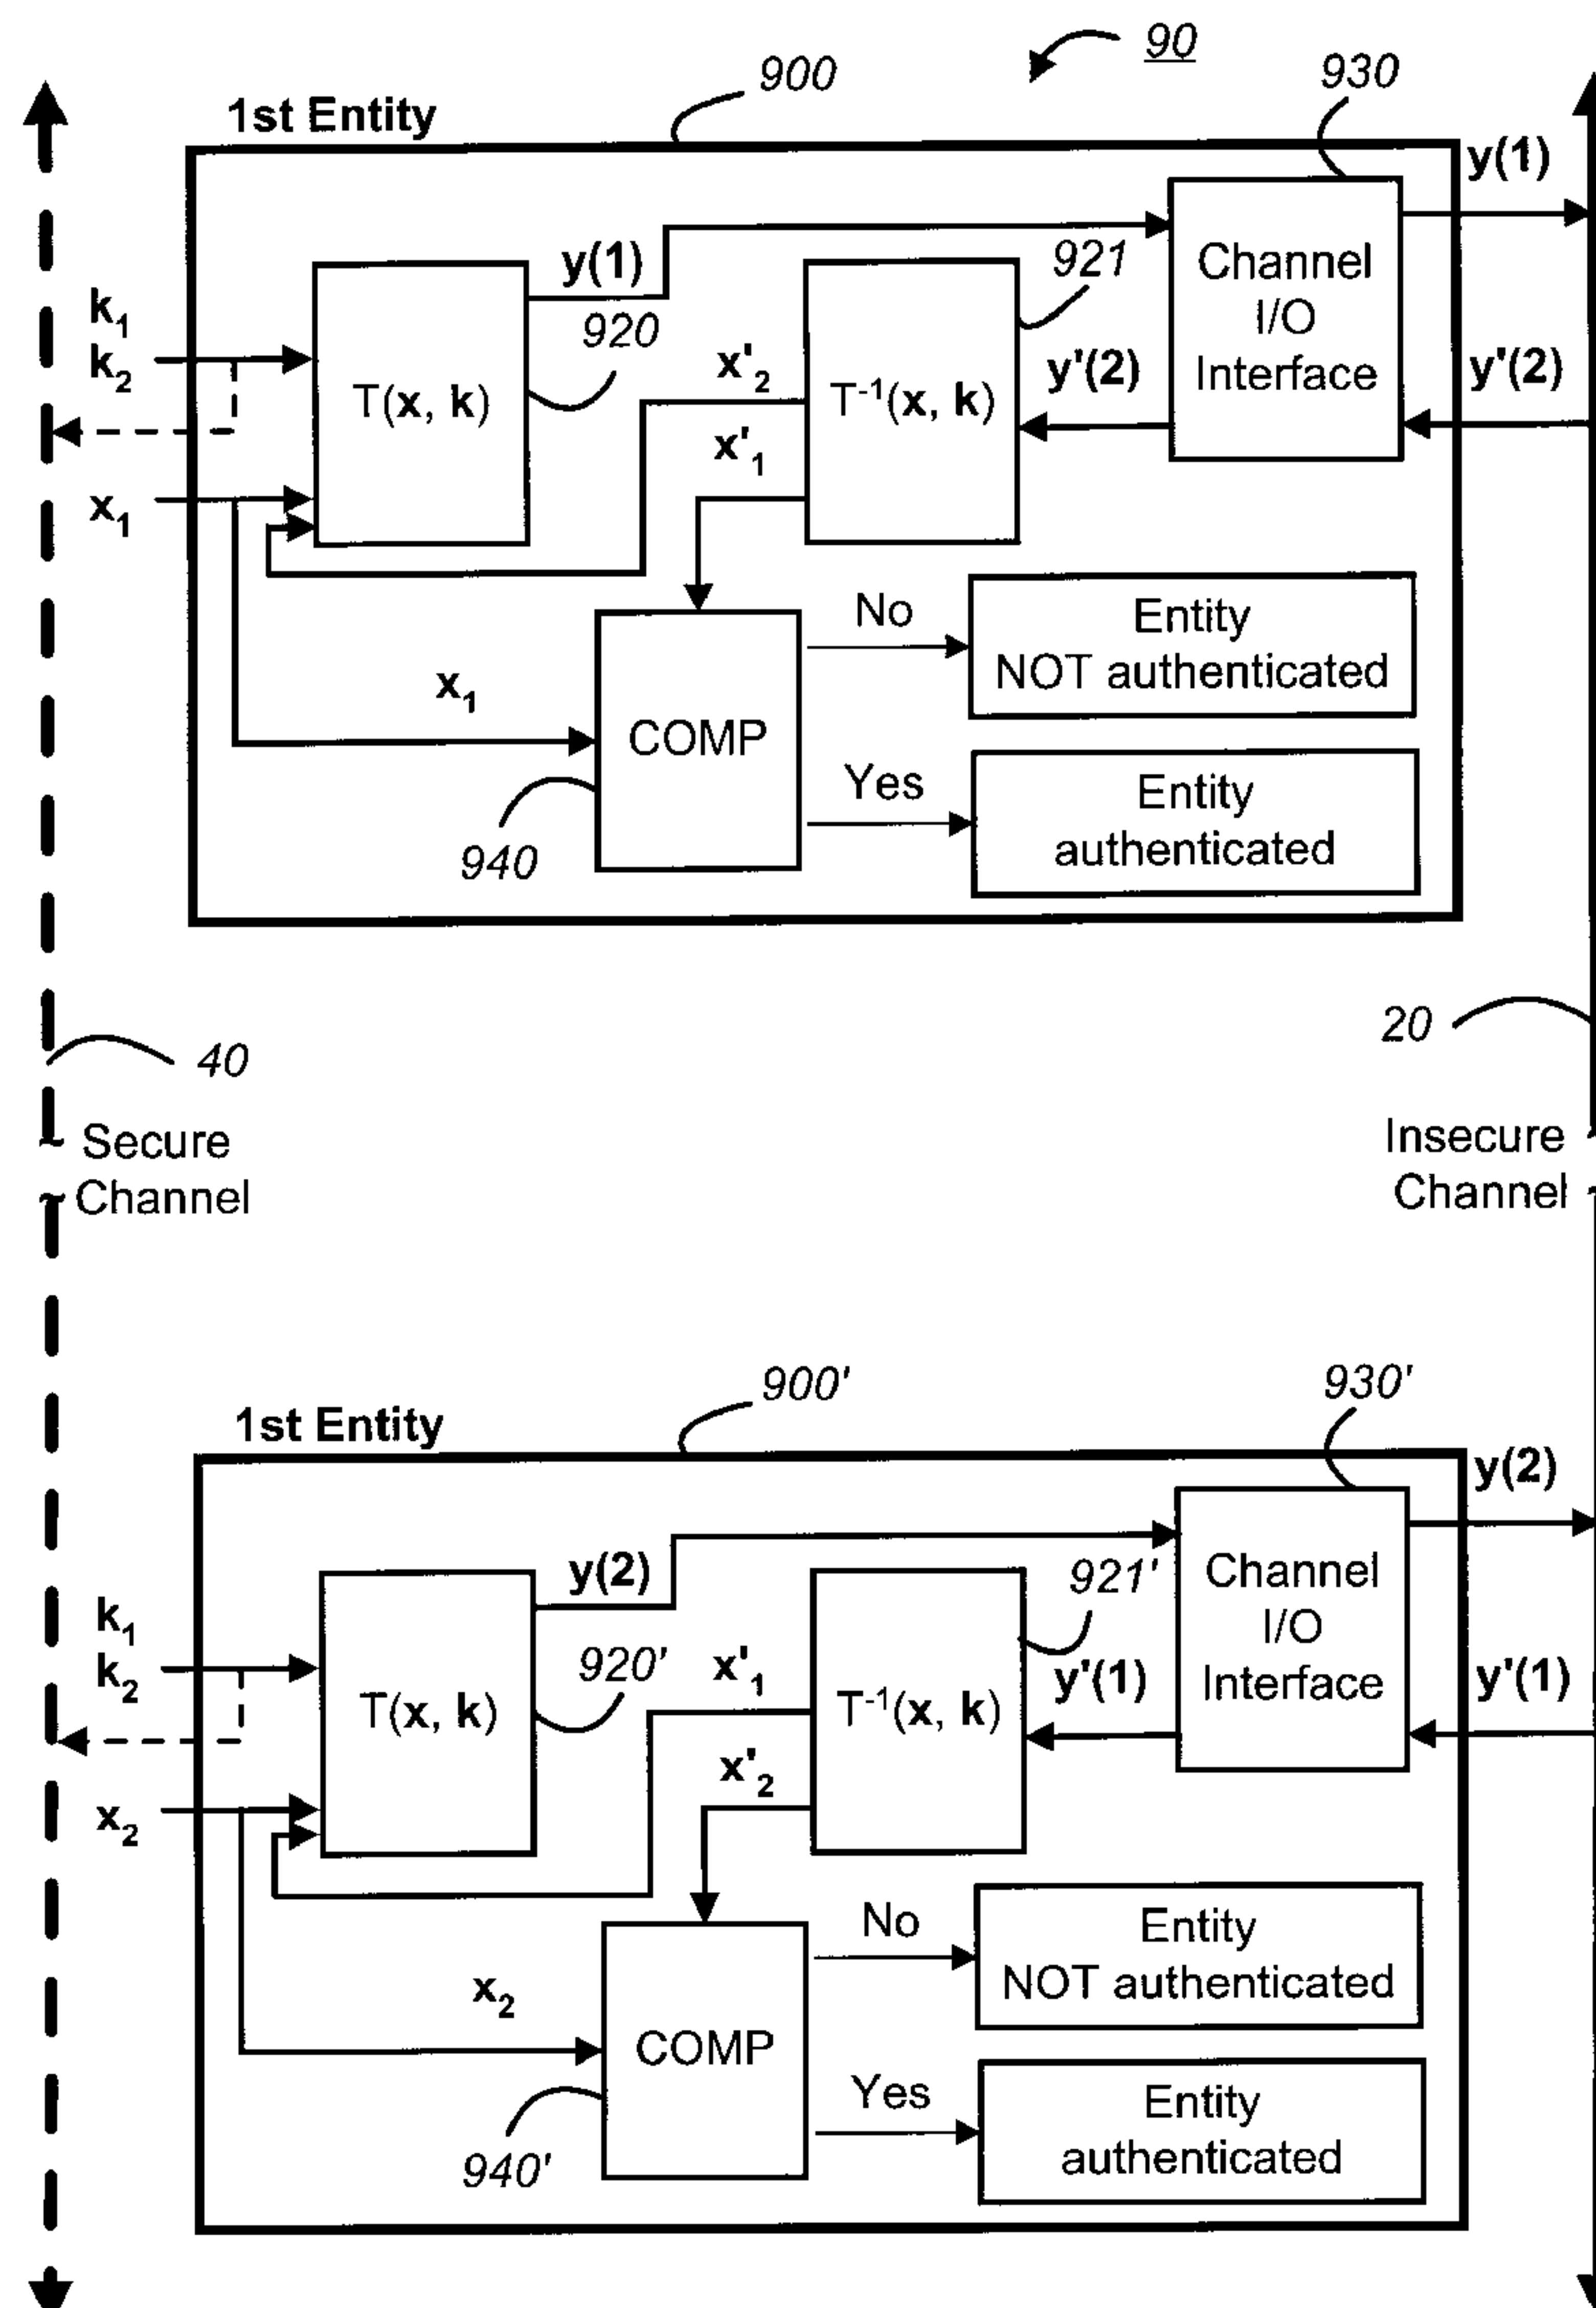 90
900
930
1st Entity
y(1)
y(1)
921
Channel
I/O
Interface
k₁
k₂
920
T(x, k)
x'₂
T⁻¹(x, k)
y'(2)
y'(2)
x'₁
x₁
No
Entity
NOT authenticated
x₁
COMP
Yes
Entity
authenticated
940
20
40
Secure
Channel
Insecure
Channel
900'
930'
1st Entity
y(2)
y(2)
921'
Channel
I/O
Interface
k₁
k₂
920'
T(x, k)
x'₁
T⁻¹(x, k)
y'(1)
y'(1)
x'₂
x₂
No
Entity
NOT authenticated
x₂
COMP
Yes
Entity
authenticated
940'